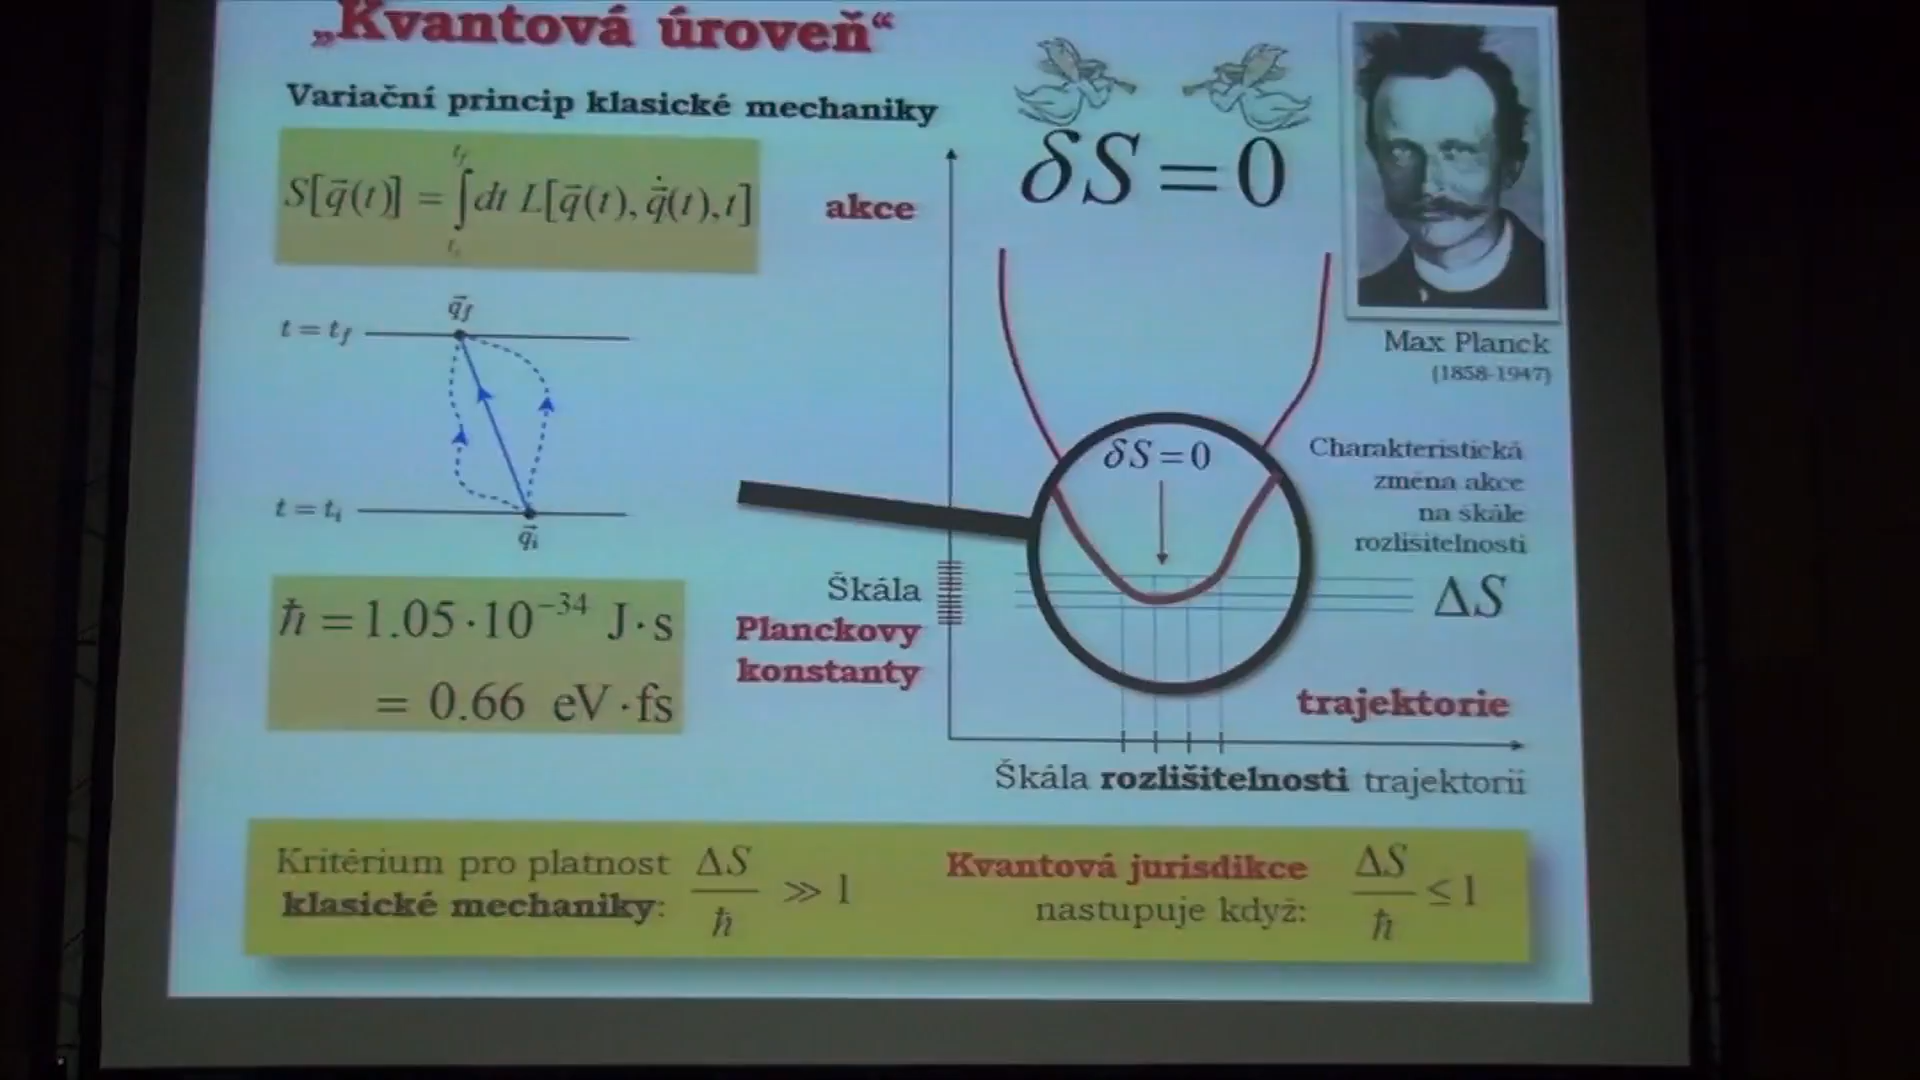 „Kvantová úroveň“
Variační princip klasické mechaniky
S[q⃗(t)] = ∫dt L[q⃗(t), q̇⃗(t), t]
t_f
t_i
akce
δS = 0
Max Planck
(1858-1947)
t = t_f
q⃗_f
t = t_i
q⃗_i
δS = 0
Charakteristická
změna akce
na škále
rozlišitelnosti
ΔS
ħ = 1.05·10⁻³⁴ J·s
= 0.66 eV·fs
Škála
Planckovy
konstanty
trajektorie
Škála rozlišitelnosti trajektorií
Kritérium pro platnost
klasické mechaniky:
ΔS/ħ ≫ 1
Kvantová jurisdikce
nastupuje když:
ΔS/ħ ≤ 1